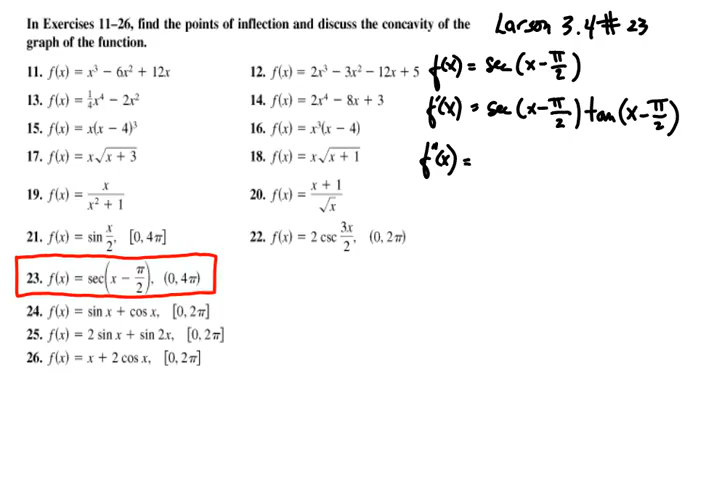 In Exercises 11–26, find the points of inflection and discuss the concavity of the graph of the function.
Larson 3.4 # 23
11. f(x) = x³ − 6x² + 12x
12. f(x) = 2x³ − 3x² − 12x + 5
13. f(x) = ¼x⁴ − 2x²
14. f(x) = 2x⁴ − 8x + 3
15. f(x) = x(x − 4)³
16. f(x) = x³(x − 4)
17. f(x) = x√(x + 3)
18. f(x) = x√(x + 1)
19. f(x) = x/(x² + 1)
20. f(x) = (x + 1)/√x
21. f(x) = sin x/2, [0, 4π]
22. f(x) = 2 csc 3x/2, (0, 2π)
23. f(x) = sec(x − π/2), (0, 4π)
24. f(x) = sin x + cos x, [0, 2π]
25. f(x) = 2 sin x + sin 2x, [0, 2π]
26. f(x) = x + 2 cos x, [0, 2π]
f(x) = sec(x − π/2)
f'(x) = sec(x − π/2) tan(x − π/2)
f"(x) =